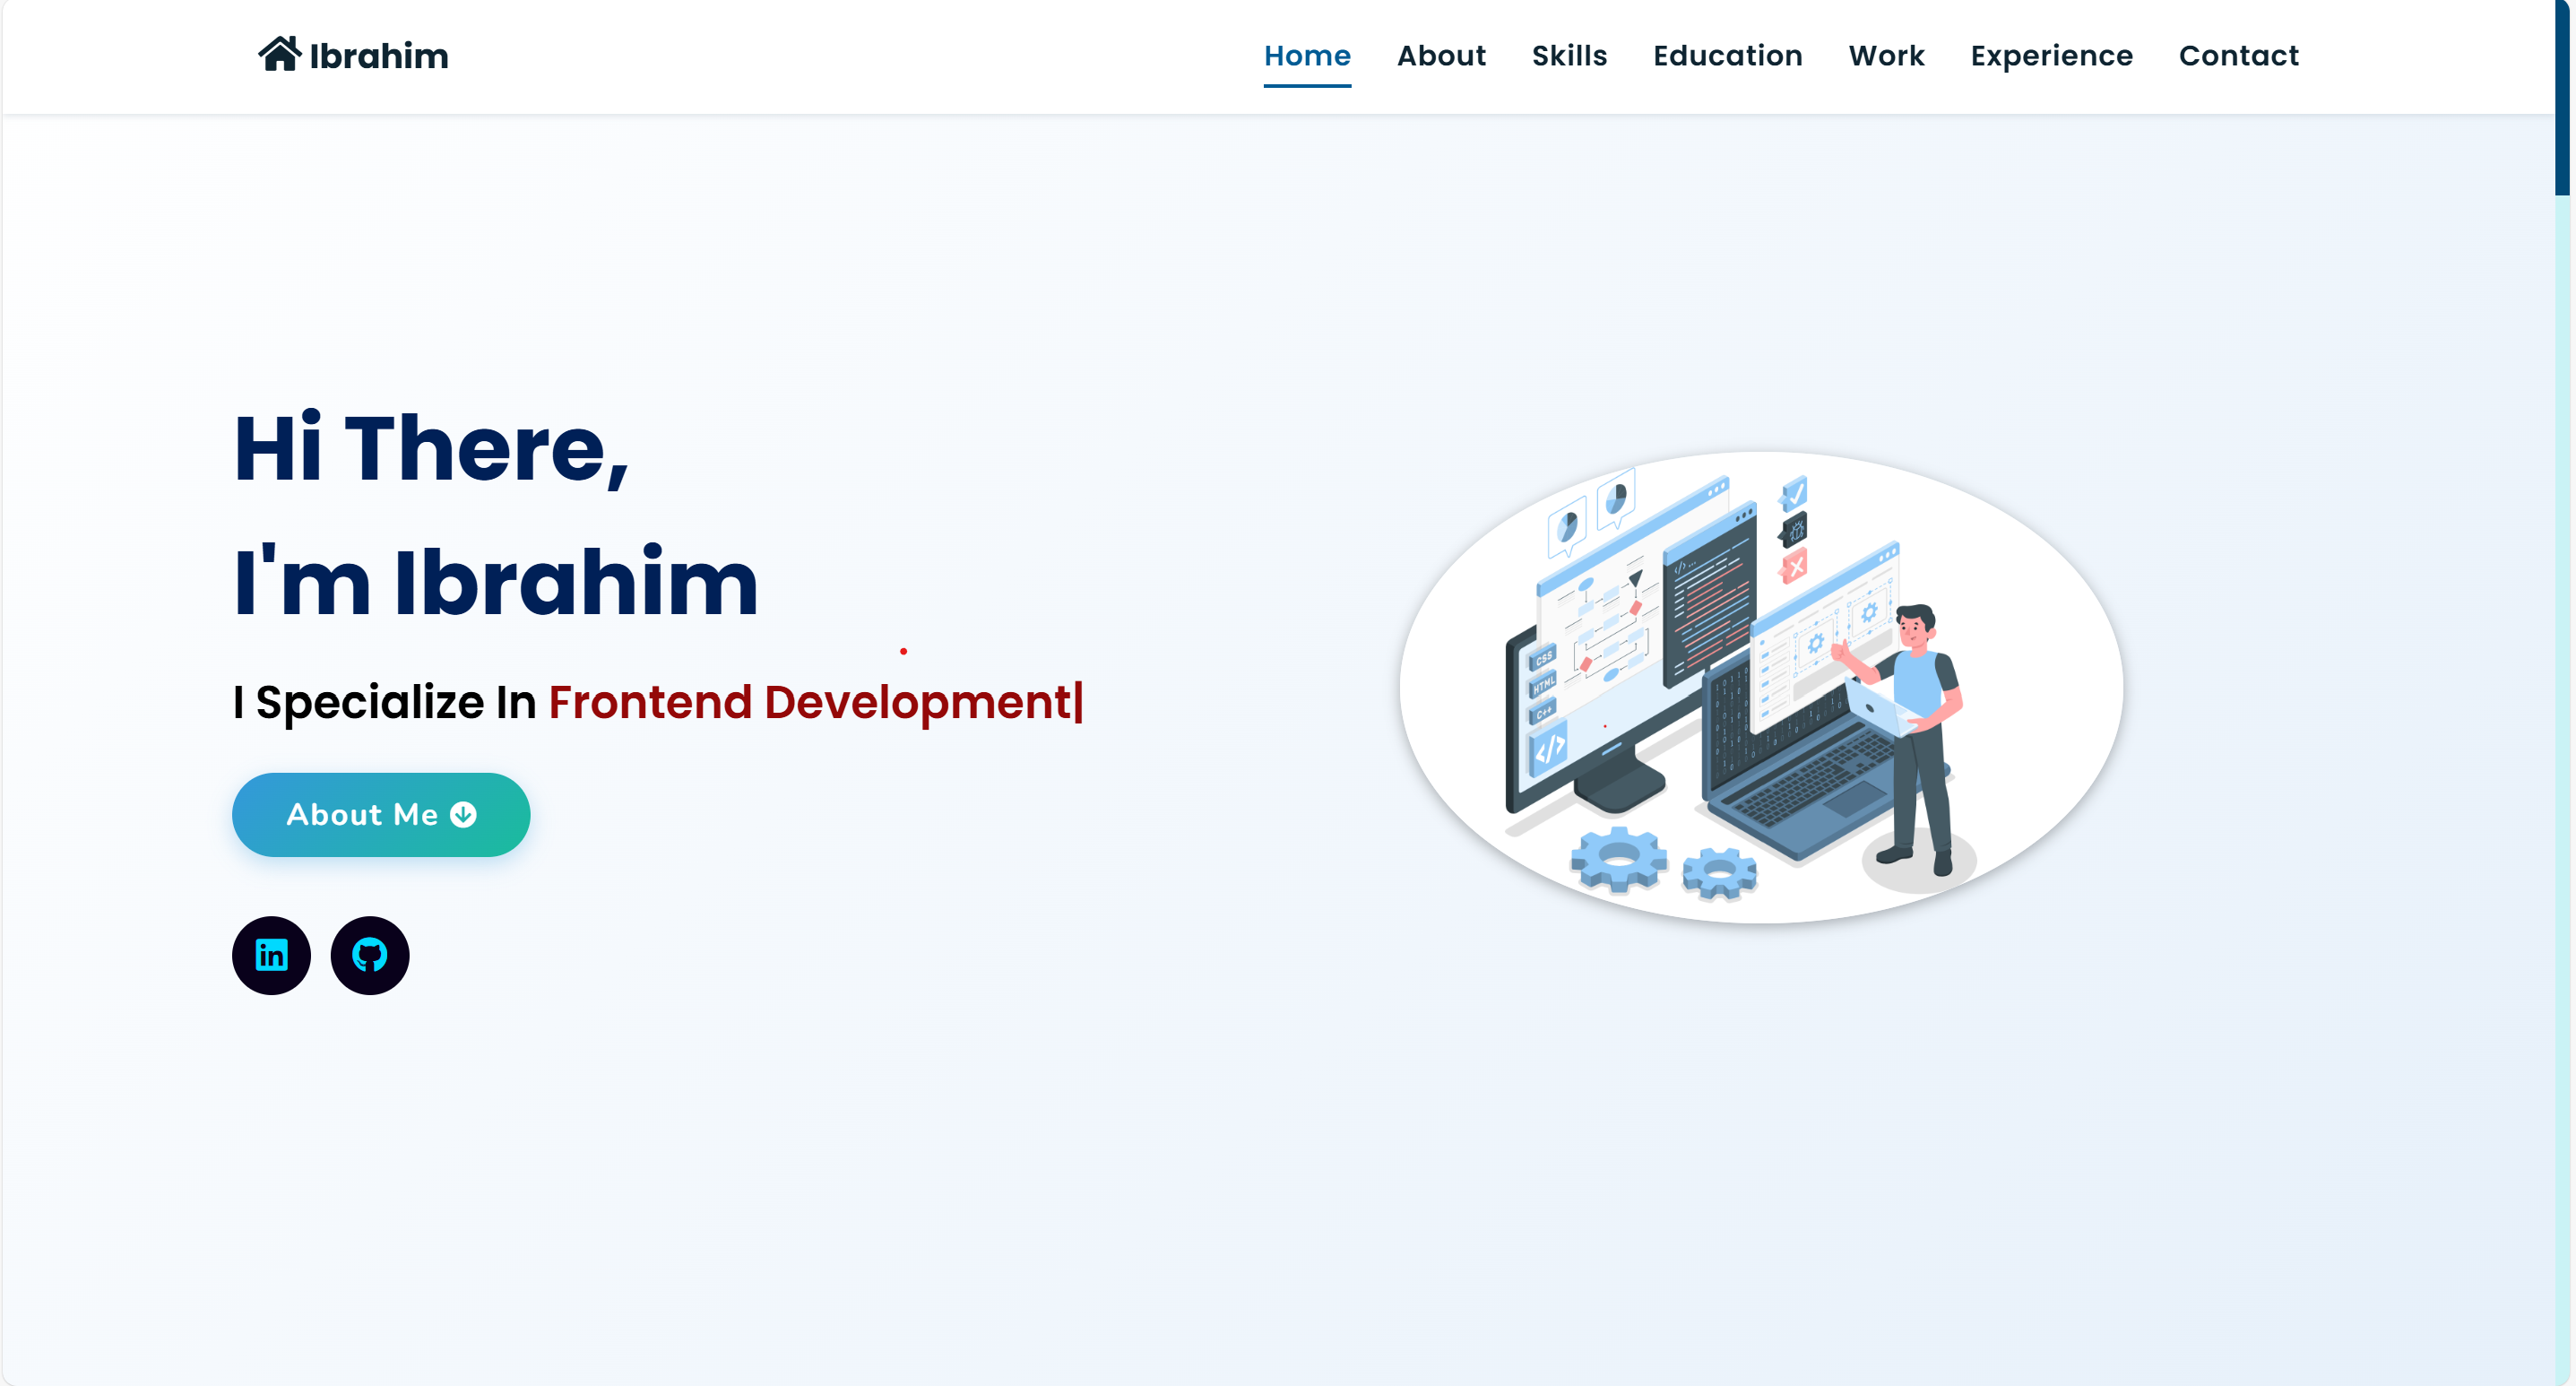 Ibrahim
Home About Skills Education Work Experience Contact
Hi There,
I'm Ibrahim
I Specialize In Frontend Development|
About Me
in
CSS
HTML
C++
</>
</>...